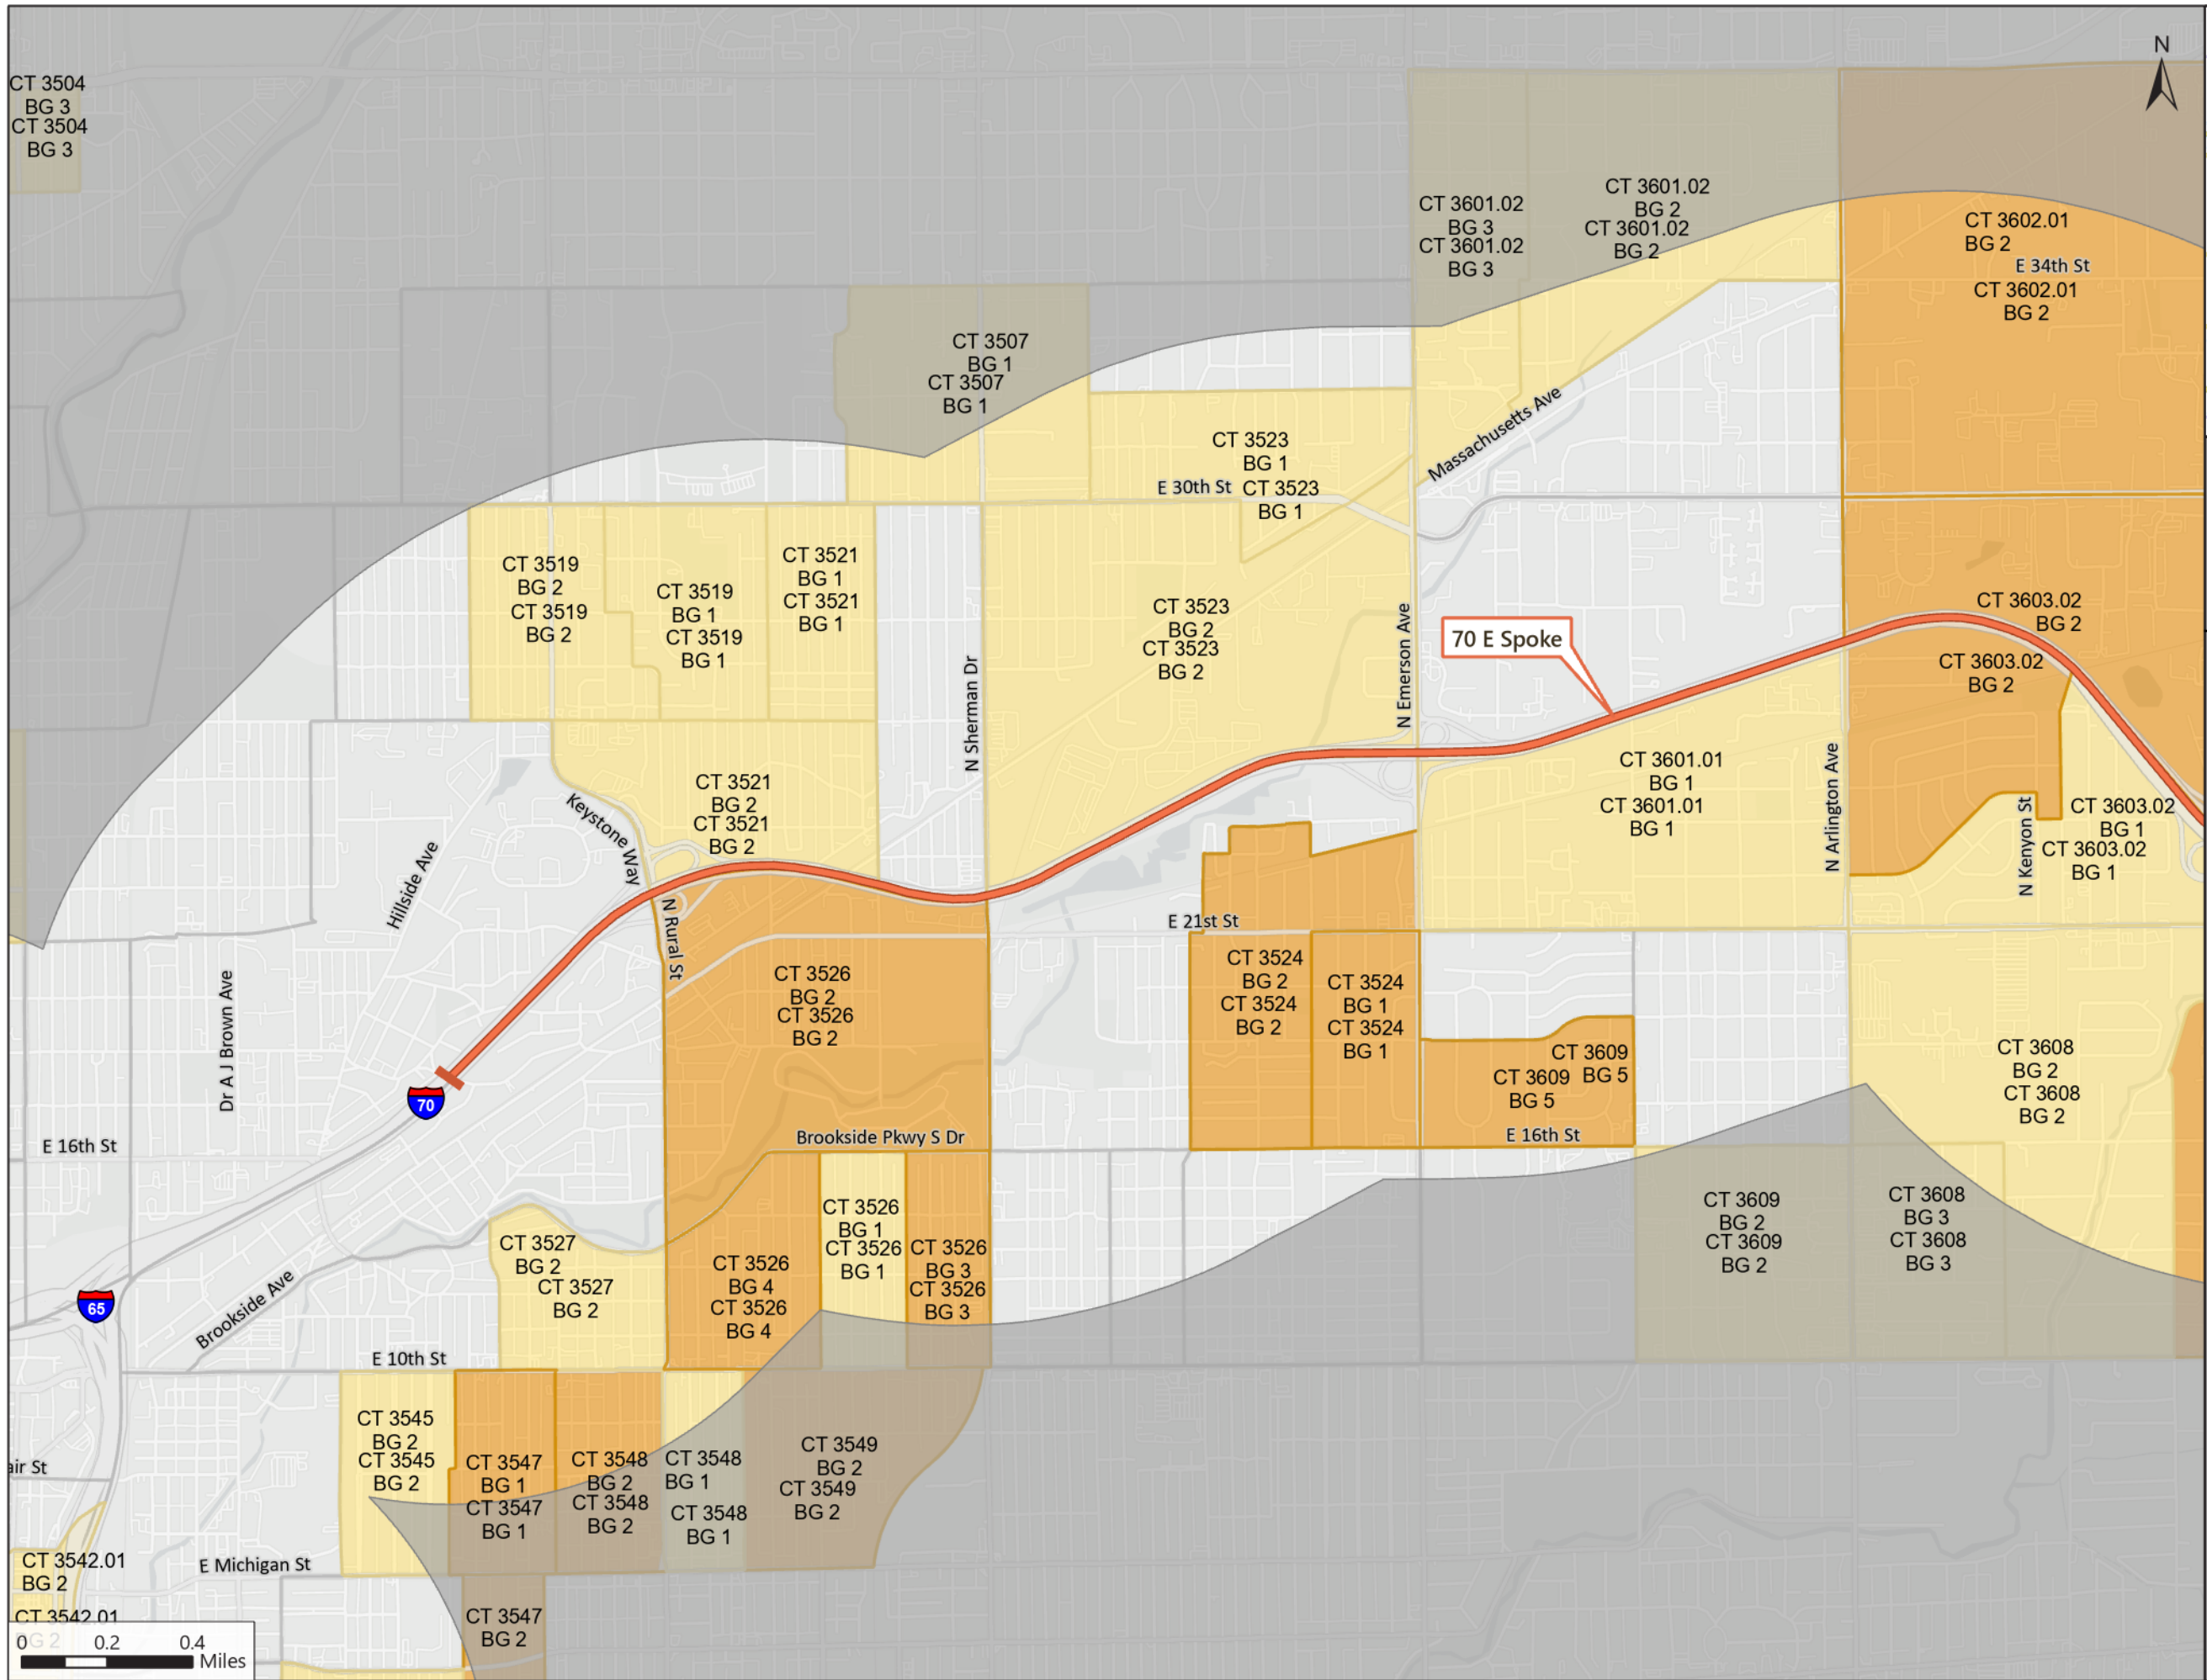 N
CT 3504
BG 3
CT 3504
BG 3
CT 3601.02
BG 3
CT 3601.02
BG 3
CT 3601.02
BG 2
CT 3601.02
BG 2
CT 3602.01
BG 2
E 34th St
CT 3602.01
BG 2
CT 3507
BG 1
CT 3507
BG 1
CT 3523
BG 1
E 30th St
CT 3523
BG 1
Massachusetts Ave
CT 3519
BG 2
CT 3519
BG 2
CT 3519
BG 1
CT 3519
BG 1
CT 3521
BG 1
CT 3521
BG 1
CT 3523
BG 2
CT 3523
BG 2
N Sherman Dr
N Emerson Ave
70 E Spoke
CT 3603.02
BG 2
CT 3603.02
BG 2
CT 3521
BG 2
CT 3521
BG 2
Keystone Way
Hillside Ave
CT 3601.01
BG 1
CT 3601.01
BG 1
N Arlington Ave
N Kenyon St
CT 3603.02
BG 1
CT 3603.02
BG 1
N Rural St
E 21st St
CT 3526
BG 2
CT 3526
BG 2
CT 3524
BG 2
CT 3524
BG 2
CT 3524
BG 1
CT 3524
BG 1
Dr A J Brown Ave
70
CT 3609
BG 5
CT 3609
BG 5
CT 3608
BG 2
CT 3608
BG 2
E 16th St
Brookside Pkwy S Dr
E 16th St
CT 3527
BG 2
CT 3527
BG 2
CT 3526
BG 4
CT 3526
BG 4
CT 3526
BG 1
CT 3526
BG 1
CT 3526
BG 3
CT 3526
BG 3
CT 3609
BG 2
CT 3609
BG 2
CT 3608
BG 3
CT 3608
BG 3
65
Brookside Ave
E 10th St
CT 3545
BG 2
CT 3545
BG 2
CT 3547
BG 1
CT 3547
BG 1
CT 3548
BG 2
CT 3548
BG 2
CT 3548
BG 1
CT 3548
BG 1
CT 3549
BG 2
CT 3549
BG 2
air St
E Michigan St
CT 3542.01
BG 2
CT 3542.01
BG 2
CT 3547
BG 2
0 0.2 0.4
Miles